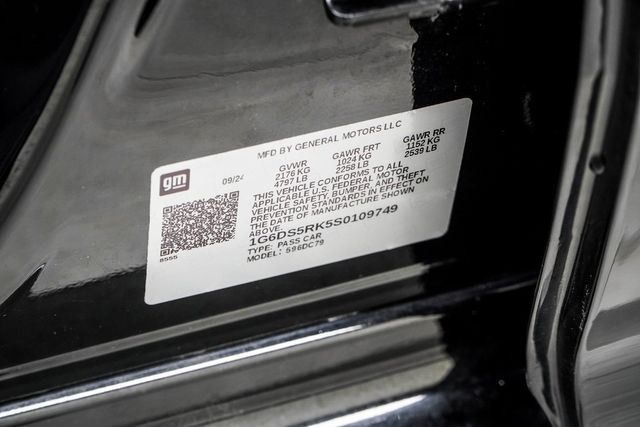 MFD BY GENERAL MOTORS LLC
gm
09/24
GVWR GAWR FRT GAWR RR
2176 KG 1024 KG 1152 KG
4797 LB 2258 LB 2539 LB
THIS VEHICLE CONFORMS TO ALL
APPLICABLE U.S. FEDERAL MOTOR
VEHICLE SAFETY, BUMPER, AND THEFT
PREVENTION STANDARDS IN EFFECT ON
THE DATE OF MANUFACTURE SHOWN
ABOVE.
1G6DS5RK5S0109749
TYPE: PASS CAR
MODEL: 596DC79
8555